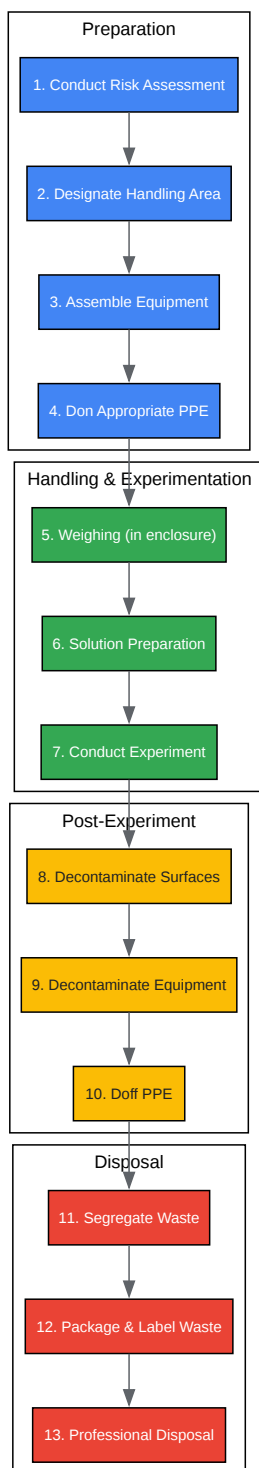 Preparation
1. Conduct Risk Assessment
2. Designate Handling Area
3. Assemble Equipment
4. Don Appropriate PPE
Handling & Experimentation
5. Weighing (in enclosure)
6. Solution Preparation
7. Conduct Experiment
Post-Experiment
8. Decontaminate Surfaces
9. Decontaminate Equipment
10. Doff PPE
Disposal
11. Segregate Waste
12. Package & Label Waste
13. Professional Disposal